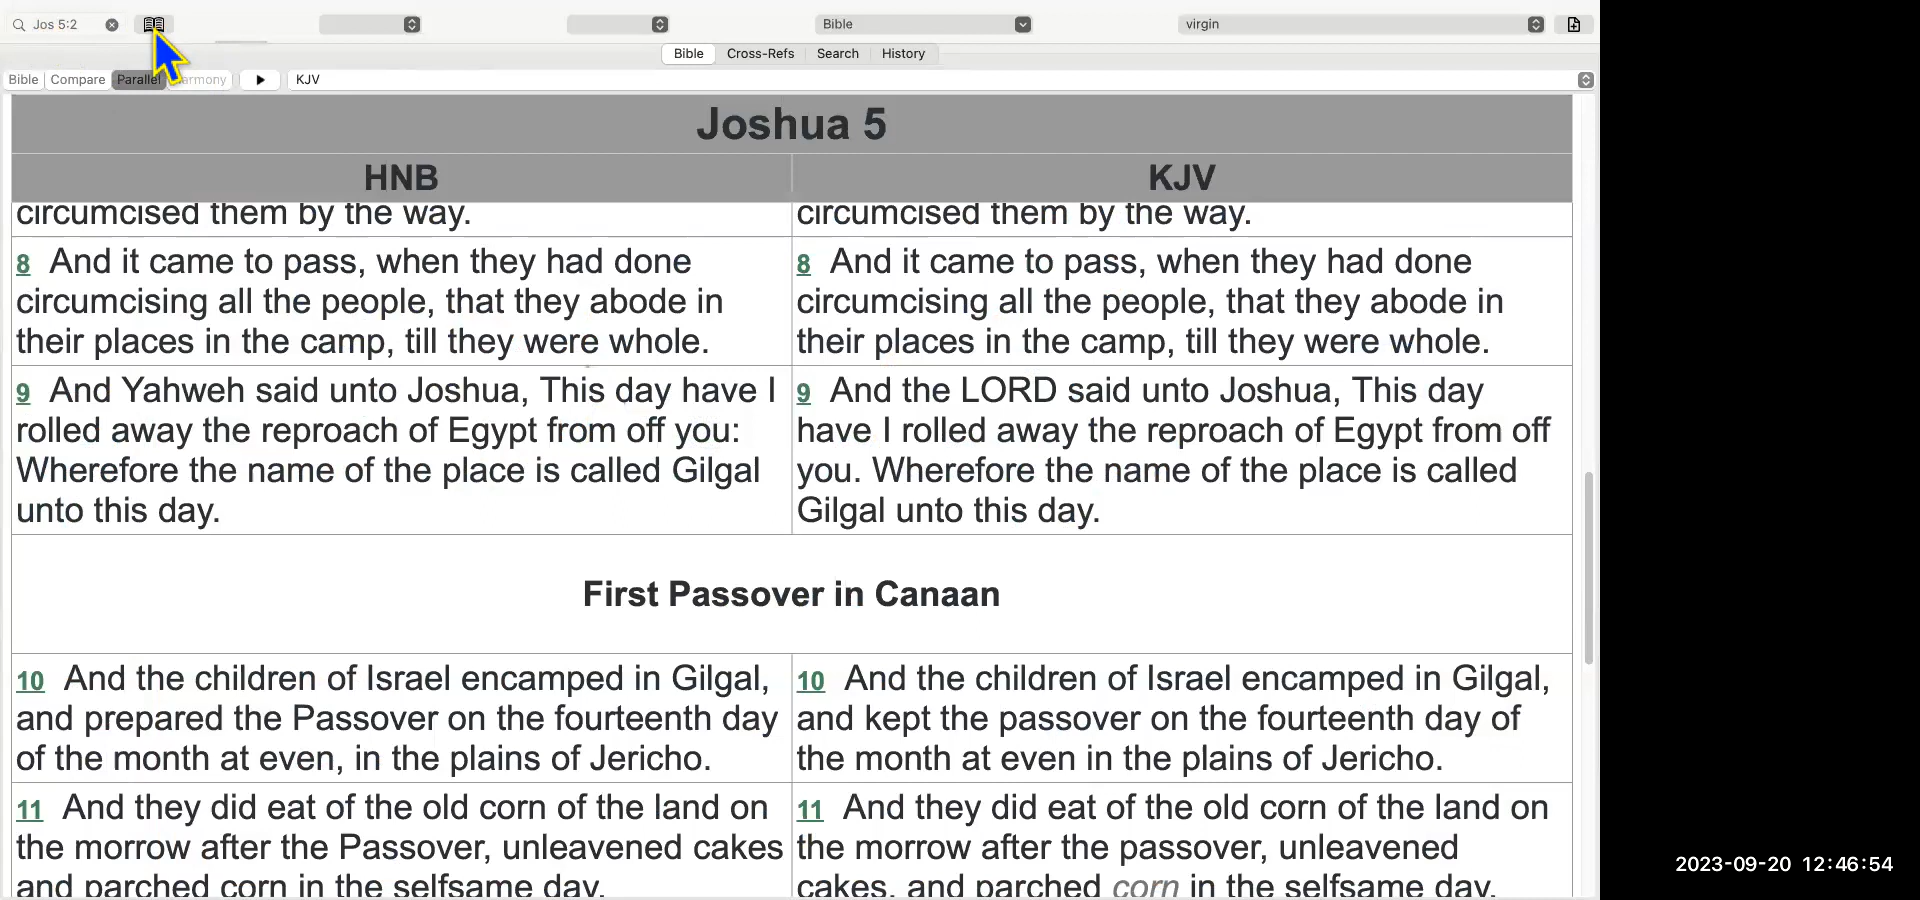 Jos 5:2
Bible
virgin
Bible Cross-Refs Search History
Bible Compare Parallel armony KJV
Joshua 5
HNB
KJV
circumcised them by the way.
circumcised them by the way.
8 And it came to pass, when they had done
circumcising all the people, that they abode in
their places in the camp, till they were whole.
8 And it came to pass, when they had done
circumcising all the people, that they abode in
their places in the camp, till they were whole.
9 And Yahweh said unto Joshua, This day have I
rolled away the reproach of Egypt from off you:
Wherefore the name of the place is called Gilgal
unto this day.
9 And the LORD said unto Joshua, This day
have I rolled away the reproach of Egypt from off
you. Wherefore the name of the place is called
Gilgal unto this day.
First Passover in Canaan
10 And the children of Israel encamped in Gilgal,
and prepared the Passover on the fourteenth day
of the month at even, in the plains of Jericho.
10 And the children of Israel encamped in Gilgal,
and kept the passover on the fourteenth day of
the month at even in the plains of Jericho.
11 And they did eat of the old corn of the land on
the morrow after the Passover, unleavened cakes
and parched corn in the selfsame day.
11 And they did eat of the old corn of the land on
the morrow after the passover, unleavened
cakes, and parched corn in the selfsame day.
2023-09-20 12:46:54